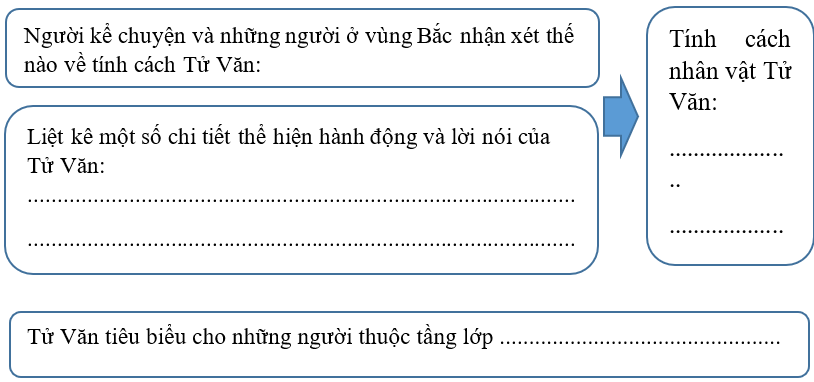 Người kể chuyện và những người ở vùng Bắc nhận xét thế
nào về tính cách Tử Văn:
Liệt kê một số chi tiết thể hiện hành động và lời nói của
Tử Văn:
............................................................................................
............................................................................................
Tính cách
nhân vật Tử
Văn:
...................
..
...................
Tử Văn tiêu biểu cho những người thuộc tầng lớp ................................................